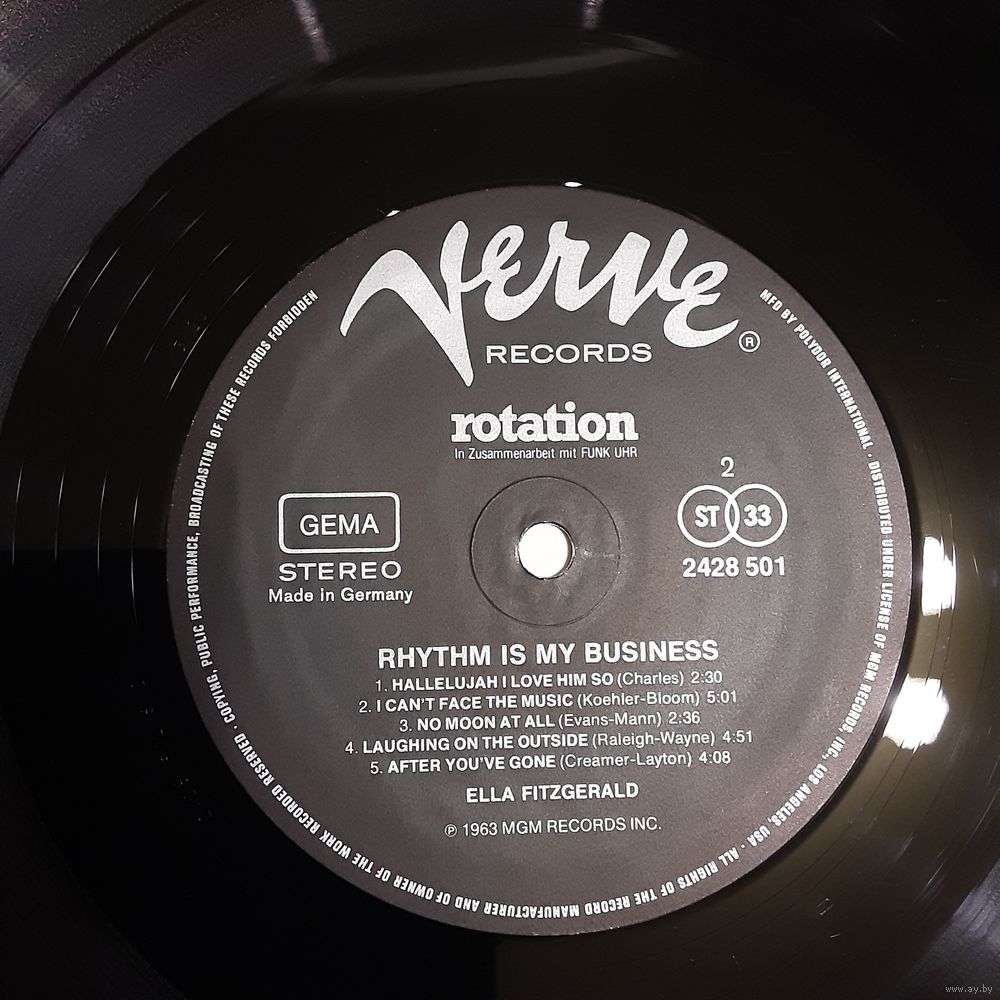 Verve
RECORDS
®
rotation
In Zusammenarbeit mit FUNK UHR
GEMA
STEREO
Made in Germany
2
ST 33
2428 501
RHYTHM IS MY BUSINESS
1. HALLELUJAH I LOVE HIM SO (Charles) 2:30
2. I CAN'T FACE THE MUSIC (Koehler-Bloom) 5:01
3. NO MOON AT ALL (Evans-Mann) 2:36
4. LAUGHING ON THE OUTSIDE (Raleigh-Wayne) 4:51
5. AFTER YOU'VE GONE (Creamer-Layton) 4:08
ELLA FITZGERALD
℗ 1963 MGM RECORDS INC.
MFD BY POLYDOR INTERNATIONAL · DISTRIBUTED UNDER LICENSE OF MGM RECORDS, INC., LOS ANGELES, USA · ALL RIGHTS OF THE RECORD MANUFACTURER AND OF OWNER OF THE WORK RECORDED RESERVED · COPYING, PUBLIC PERFORMANCE, BROADCASTING OF THESE RECORDS FORBIDDEN
www.ay.by